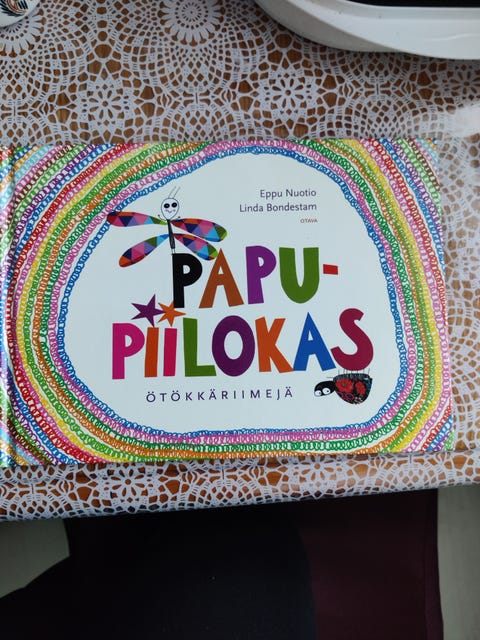 Eppu Nuotio
Linda Bondestam
OTAVA
PAPU-
PIILOKAS
ÖTÖKKÄRIIMEJÄ